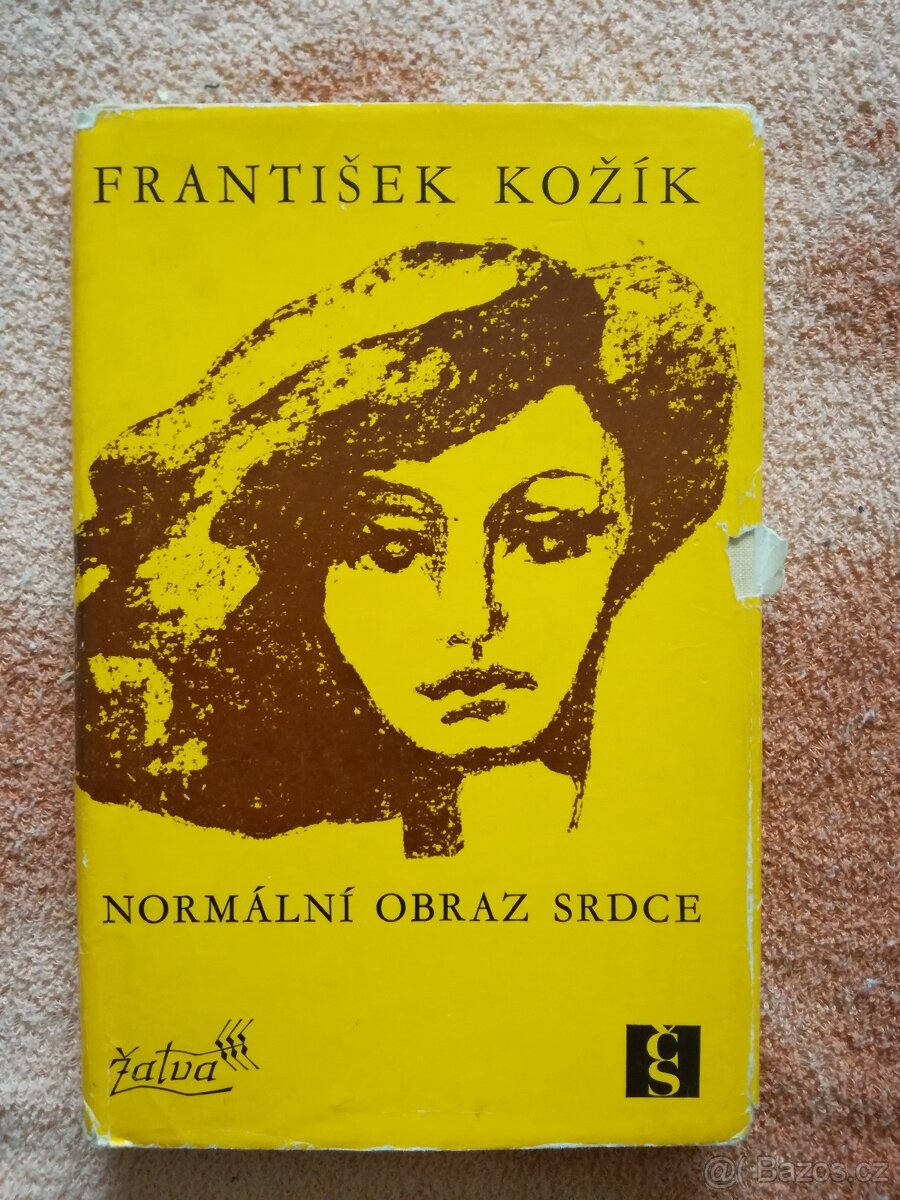 FRANTIŠEK KOŽÍK
NORMÁLNÍ OBRAZ SRDCE
žatva
ČS
@( Bazos.cz